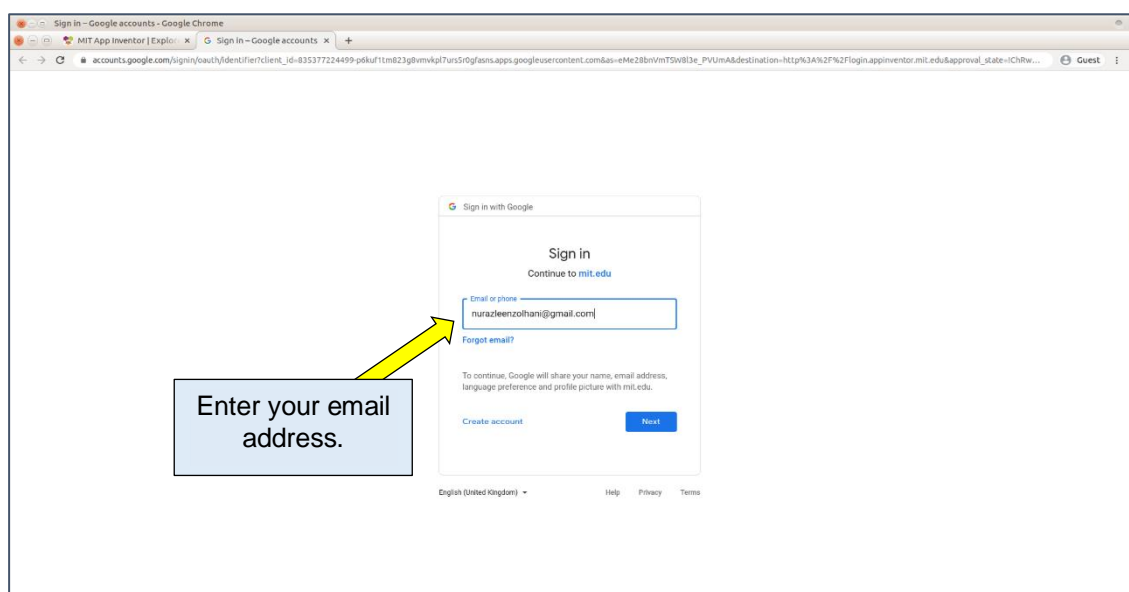 Sign in – Google accounts - Google Chrome
MIT App Inventor | Explor
Sign in – Google accounts
accounts.google.com/signin/oauth/identifier?client_id=835377224499-p6kuf1tm823g8vmvkpl7urs5r0gfasns.apps.googleusercontent.com&as=eMe28bnVmTSW8l3e_PVUmA&destination=http%3A%2F%2Flogin.appinventor.mit.edu&approval_state=!ChRw...
Guest
Sign in with Google
Sign in
Continue to mit.edu
Email or phone
nurazleenzolhani@gmail.com
Forgot email?
To continue, Google will share your name, email address,
language preference and profile picture with mit.edu.
Create account
Next
Enter your email
address.
English (United Kingdom)
Help Privacy Terms